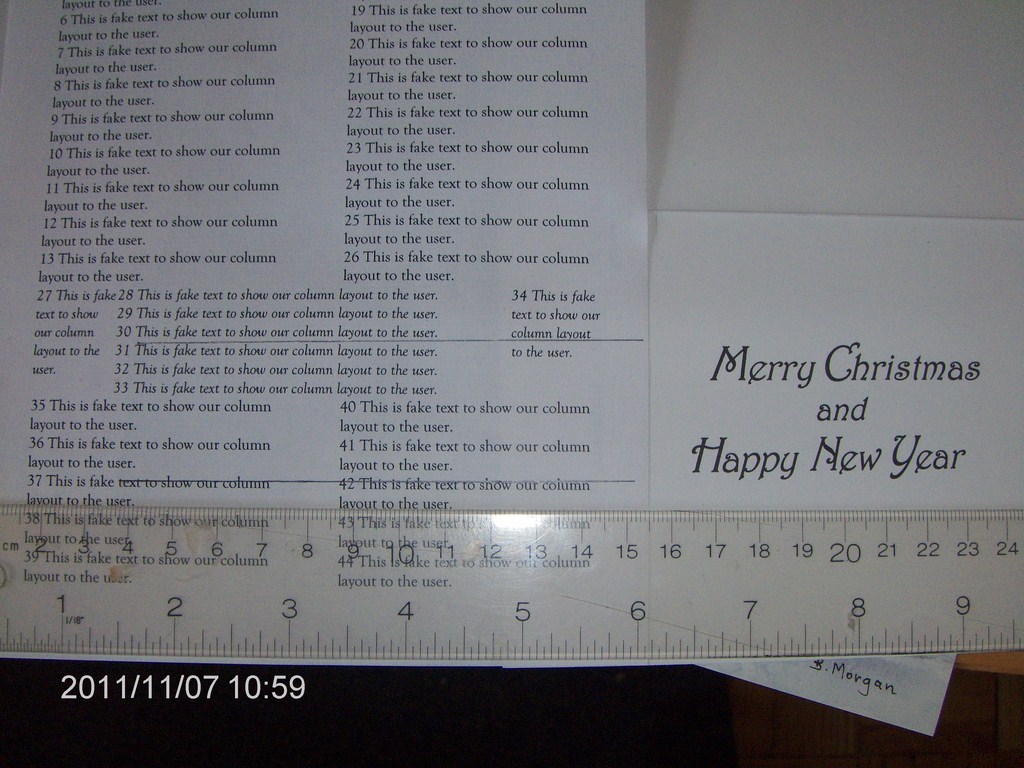 layout to the user.
6 This is fake text to show our column
layout to the user.
7 This is fake text to show our column
layout to the user.
8 This is fake text to show our column
layout to the user.
9 This is fake text to show our column
layout to the user.
10 This is fake text to show our column
layout to the user.
11 This is fake text to show our column
layout to the user.
12 This is fake text to show our column
layout to the user.
13 This is fake text to show our column
layout to the user.
19 This is fake text to show our column
layout to the user.
20 This is fake text to show our column
layout to the user.
21 This is fake text to show our column
layout to the user.
22 This is fake text to show our column
layout to the user.
23 This is fake text to show our column
layout to the user.
24 This is fake text to show our column
layout to the user.
25 This is fake text to show our column
layout to the user.
26 This is fake text to show our column
layout to the user.
27 This is fake
text to show
our column
layout to the
user.
28 This is fake text to show our column layout to the user.
29 This is fake text to show our column layout to the user.
30 This is fake text to show our column layout to the user.
31 This is fake text to show our column layout to the user.
32 This is fake text to show our column layout to the user.
33 This is fake text to show our column layout to the user.
34 This is fake
text to show our
column layout
to the user.
35 This is fake text to show our column
layout to the user.
36 This is fake text to show our column
layout to the user.
37 This is fake text to show our column
layout to the user.
38 This is fake text to show our column
layout to the user.
39 This is fake text to show our column
layout to the user.
40 This is fake text to show our column
layout to the user.
41 This is fake text to show our column
layout to the user.
42 This is fake text to show our column
layout to the user.
43 This is fake text to show our column
layout to the user.
44 This is fake text to show our column
layout to the user.
Merry Christmas
and
Happy New Year
cm 2 3 4 5 6 7 8 9 10 11 12 13 14 15 16 17 18 19 20 21 22 23 24
1 2 3 4 5 6 7 8 9
1/18"
B. Morgan
2011/11/07 10:59